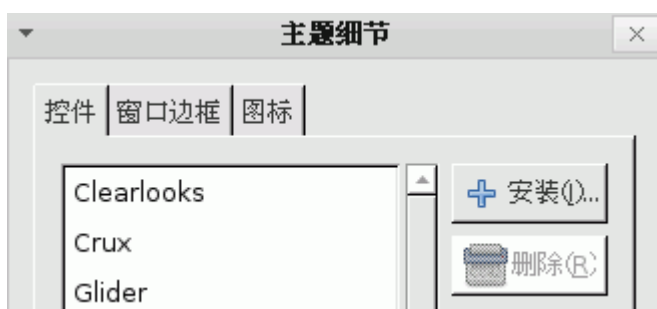 主题细节
控件 窗口边框 图标
Clearlooks
安装(I)...
Crux
删除(R)
Glider